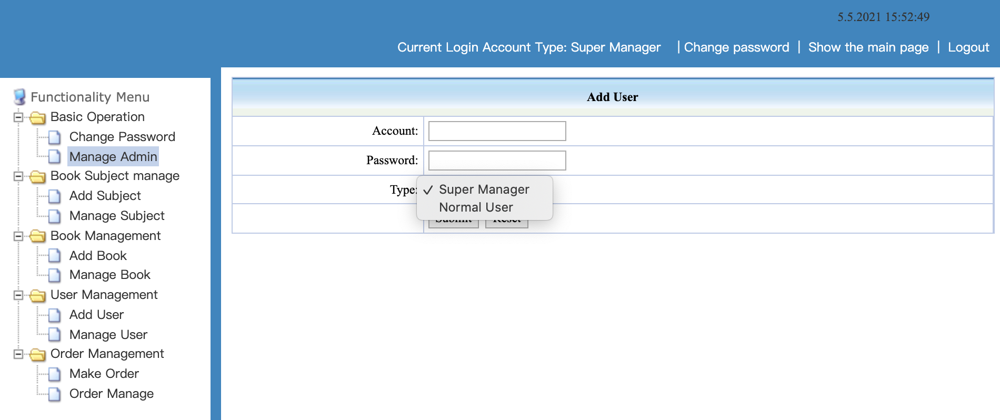 5.5.2021 15:52:49
Current Login Account Type: Super Manager | Change password | Show the main page | Logout
Functionality Menu
Basic Operation
Change Password
Manage Admin
Book Subject manage
Add Subject
Manage Subject
Book Management
Add Book
Manage Book
User Management
Add User
Manage User
Order Management
Make Order
Order Manage
Add User
Account:
Password:
Type:
✓ Super Manager
Normal User
Submit Reset